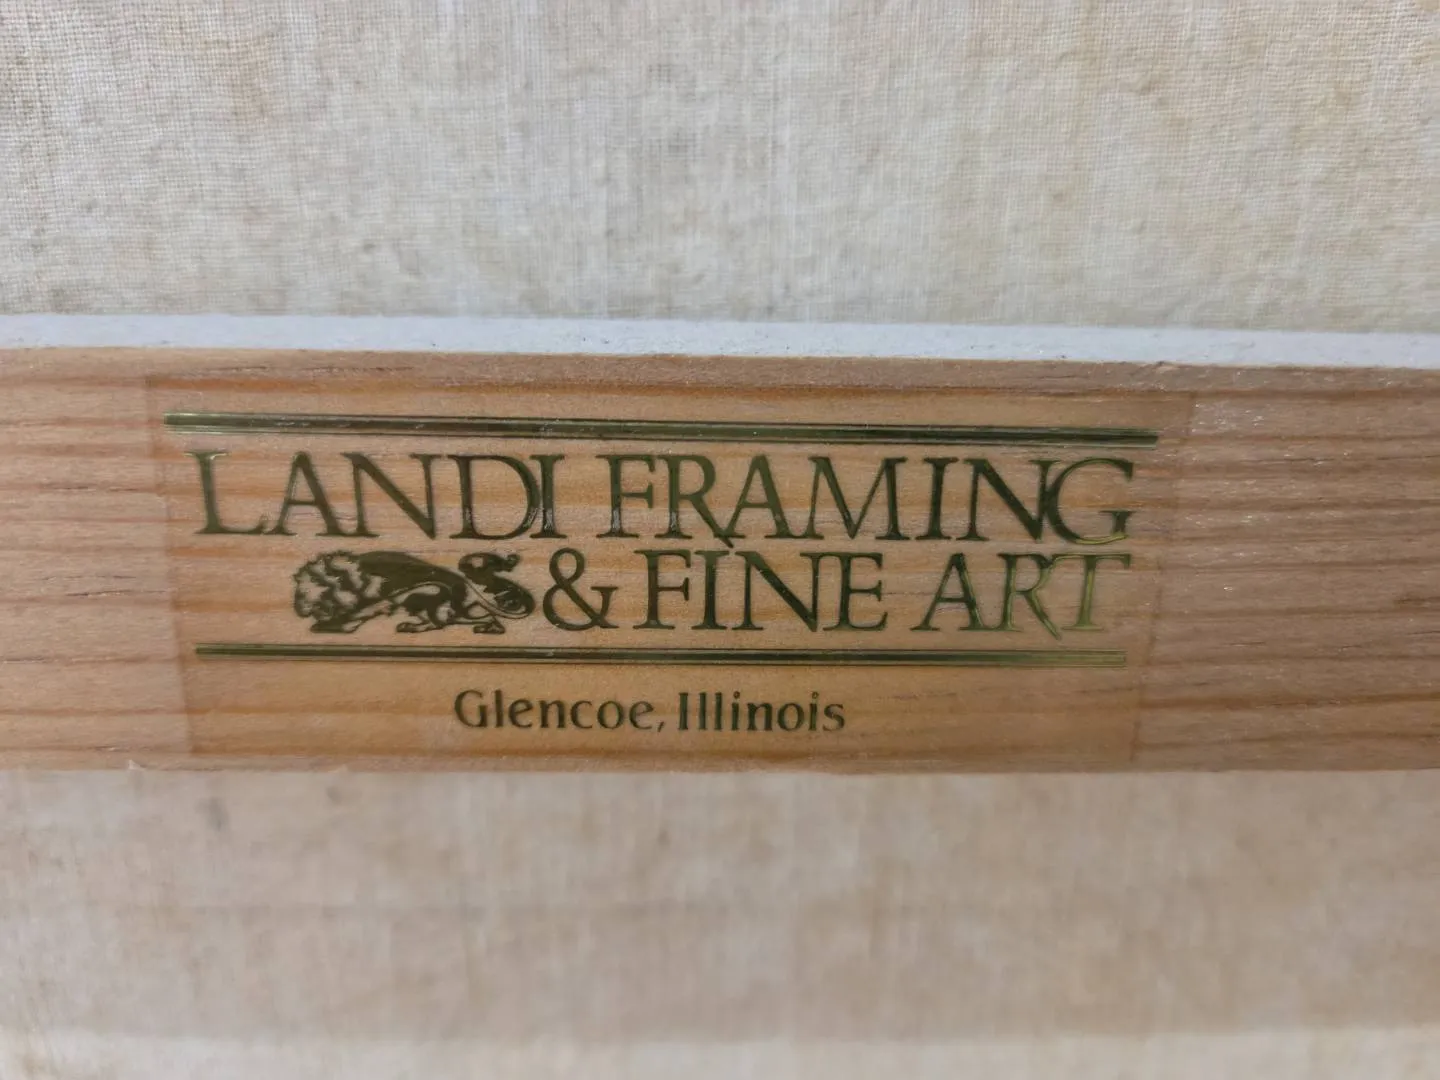 LANDI FRAMING
& FINE ART
Glencoe, Illinois